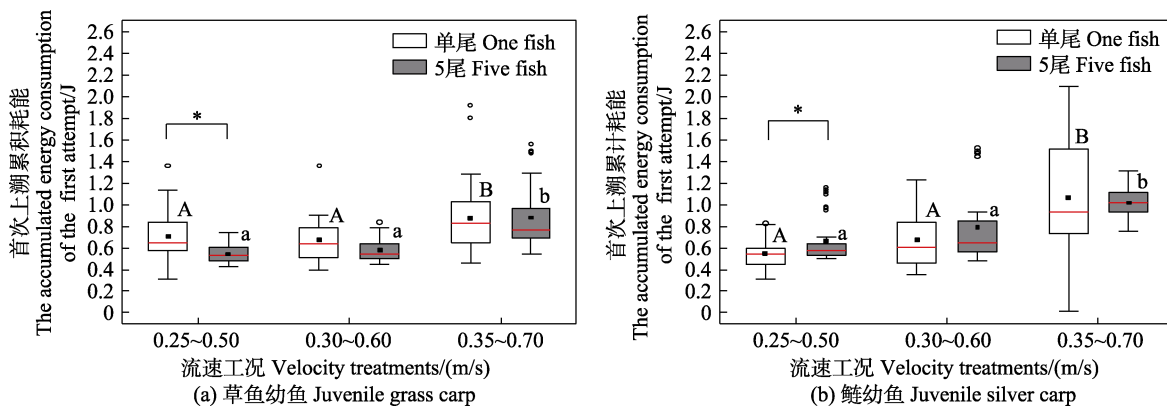 首次上溯累积耗能
The accumulated energy consumption
of the first attempt/J
2.6
2.4
2.2
2.0
1.8
1.6
1.4
1.2
1.0
0.8
0.6
0.4
0.2
0
单尾 One fish
5尾 Five fish
*
A
a
A
a
B
b
0.25~0.50
0.30~0.60
0.35~0.70
流速工况 Velocity treatments/(m/s)
(a) 草鱼幼鱼 Juvenile grass carp
首次上溯累计耗能
The accumulated energy consumption
of the first attempt/J
2.6
2.4
2.2
2.0
1.8
1.6
1.4
1.2
1.0
0.8
0.6
0.4
0.2
0
单尾 One fish
5尾 Five fish
*
A
a
A
a
B
b
0.25~0.50
0.30~0.60
0.35~0.70
流速工况 Velocity treatments/(m/s)
(b) 鲢幼鱼 Juvenile silver carp